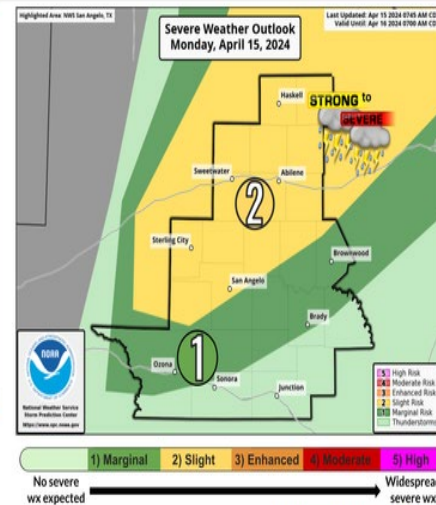 Highlighted Area: NWS San Angelo, TX
Severe Weather Outlook
Monday, April 15, 2024
Last Updated: Apr 15 2024 0745 AM CD
Valid Until: Apr 16 2024 0700 AM CD
Haskell
STRONG to
SEVERE
Sweetwater
Abilene
2
Sterling City
Brownwood
San Angelo
Brady
1
Ozona
Sonora
Junction
NOAA
National Weather Service
Storm Prediction Center
https://www.spc.noaa.gov
5 High Risk
4 Moderate Risk
3 Enhanced Risk
2 Slight Risk
1 Marginal Risk
Thunderstorms
1) Marginal
2) Slight
3) Enhanced
4) Moderate
5) High
No severe
wx expected
Widespread
severe wx